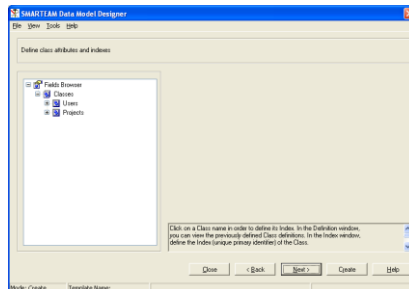 SMARTEAM Data Model Designer
File View Tools Help
Define class attributes and indexes
Fields Browser
Classes
Users
Projects
Click on a Class name in order to define its Index. In the Definition window,
you can view the previously-defined Class definitions. In the Index window,
define the Index (unique primary identifier) of the Class.
Close < Back Next > Create Help
Mode: Create Template Name: